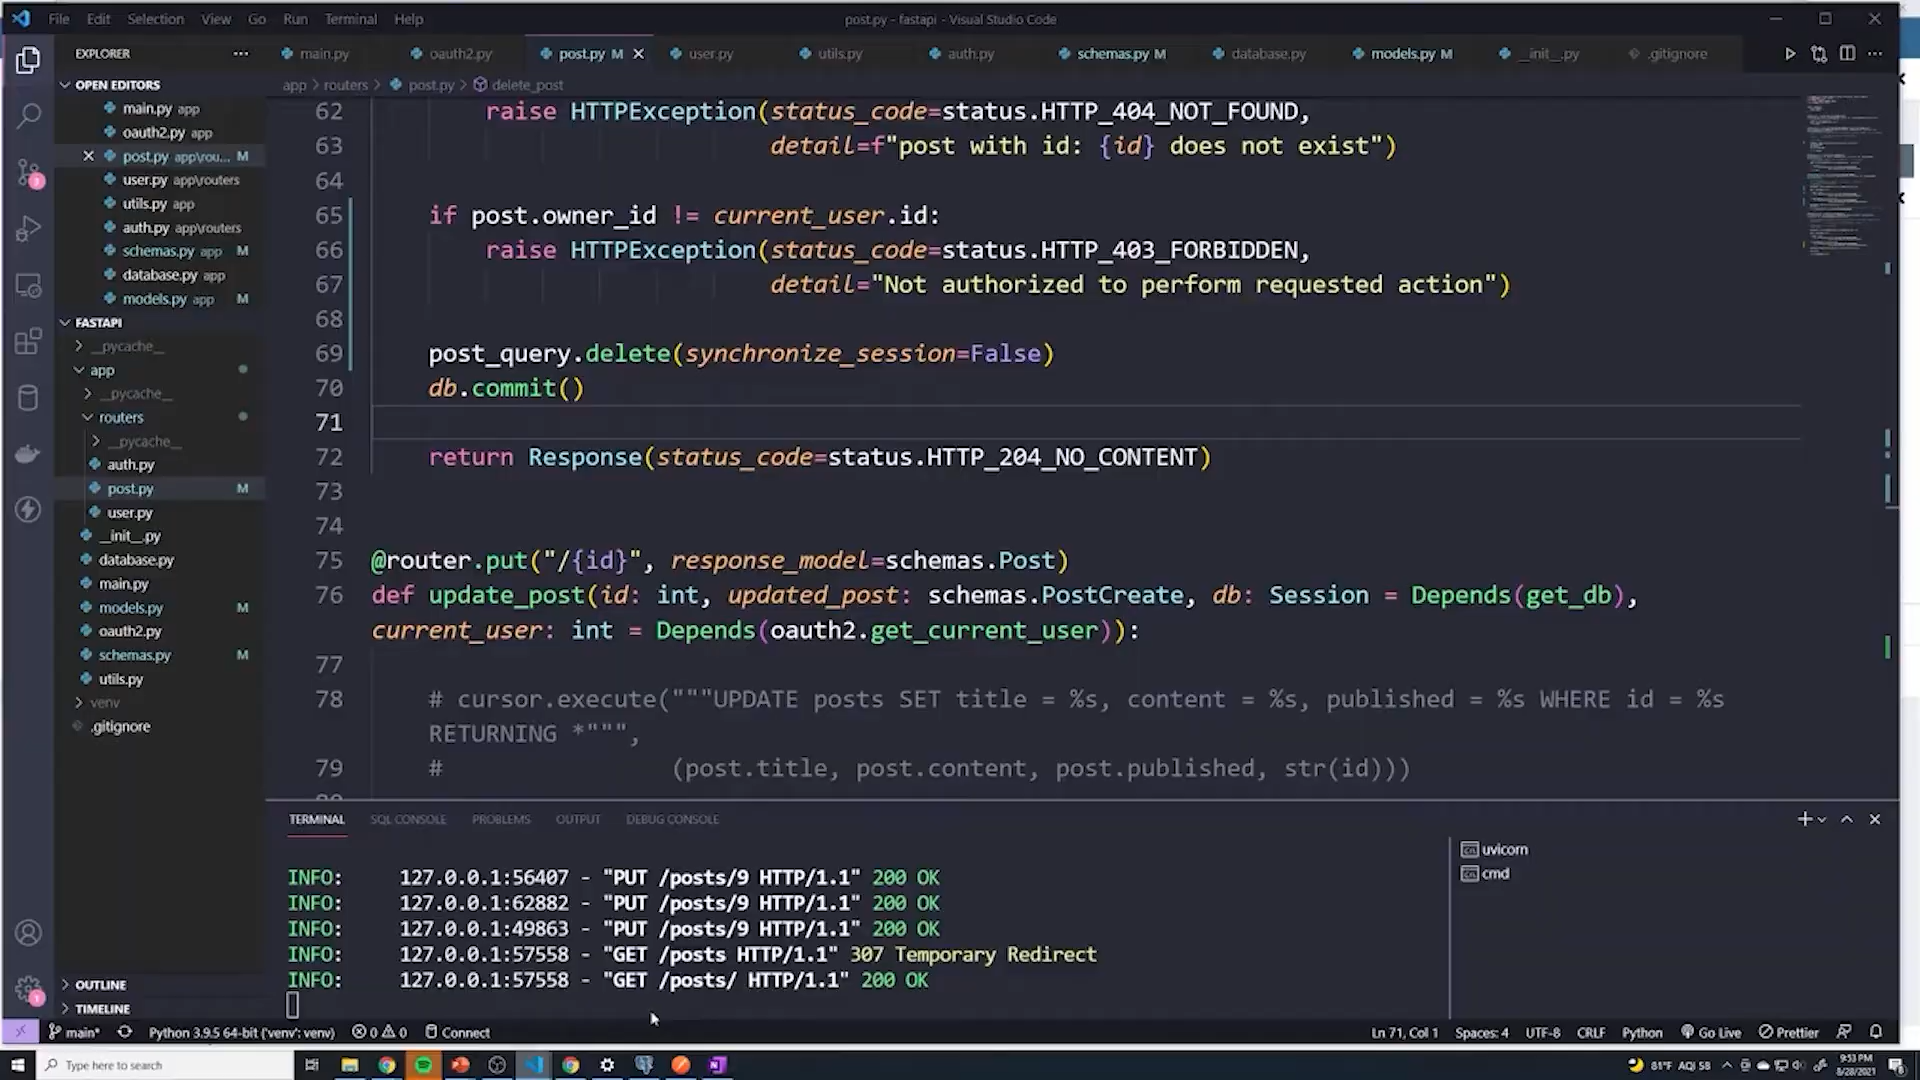 File Edit Selection View Go Run Terminal Help
post.py - fastapi - Visual Studio Code
EXPLORER
main.py
oauth2.py
post.py M
user.py
utils.py
auth.py
schemas.py M
database.py
models.py M
__init__.py
.gitignore
OPEN EDITORS
main.py app
oauth2.py app
post.py app\rou... M
user.py app\routers
utils.py app
auth.py app\routers
schemas.py app M
database.py app
models.py app M
FASTAPI
__pycache__
app
__pycache__
routers
__pycache__
auth.py
post.py M
user.py
__init__.py
database.py
main.py
models.py M
oauth2.py
schemas.py M
utils.py
venv
.gitignore
OUTLINE
TIMELINE
app > routers > post.py > delete_post
62 raise HTTPException(status_code=status.HTTP_404_NOT_FOUND,
63 detail=f"post with id: {id} does not exist")
64
65 if post.owner_id != current_user.id:
66 raise HTTPException(status_code=status.HTTP_403_FORBIDDEN,
67 detail="Not authorized to perform requested action")
68
69 post_query.delete(synchronize_session=False)
70 db.commit()
71
72 return Response(status_code=status.HTTP_204_NO_CONTENT)
73
74
75 @router.put("/{id}", response_model=schemas.Post)
76 def update_post(id: int, updated_post: schemas.PostCreate, db: Session = Depends(get_db),
current_user: int = Depends(oauth2.get_current_user)):
77
78 # cursor.execute("""UPDATE posts SET title = %s, content = %s, published = %s WHERE id = %s
RETURNING *""",
79 # (post.title, post.content, post.published, str(id)))
TERMINAL SQL CONSOLE PROBLEMS OUTPUT DEBUG CONSOLE
INFO: 127.0.0.1:56407 - "PUT /posts/9 HTTP/1.1" 200 OK
INFO: 127.0.0.1:62882 - "PUT /posts/9 HTTP/1.1" 200 OK
INFO: 127.0.0.1:49863 - "PUT /posts/9 HTTP/1.1" 200 OK
INFO: 127.0.0.1:57558 - "GET /posts HTTP/1.1" 307 Temporary Redirect
INFO: 127.0.0.1:57558 - "GET /posts/ HTTP/1.1" 200 OK
uvicorn
cmd
main* Python 3.9.5 64-bit ('venv': venv) 0 0 Connect
Ln 71, Col 1 Spaces: 4 UTF-8 CRLF Python Go Live Prettier
Type here to search
81°F AQI 58
9:53 PM
8/28/2021